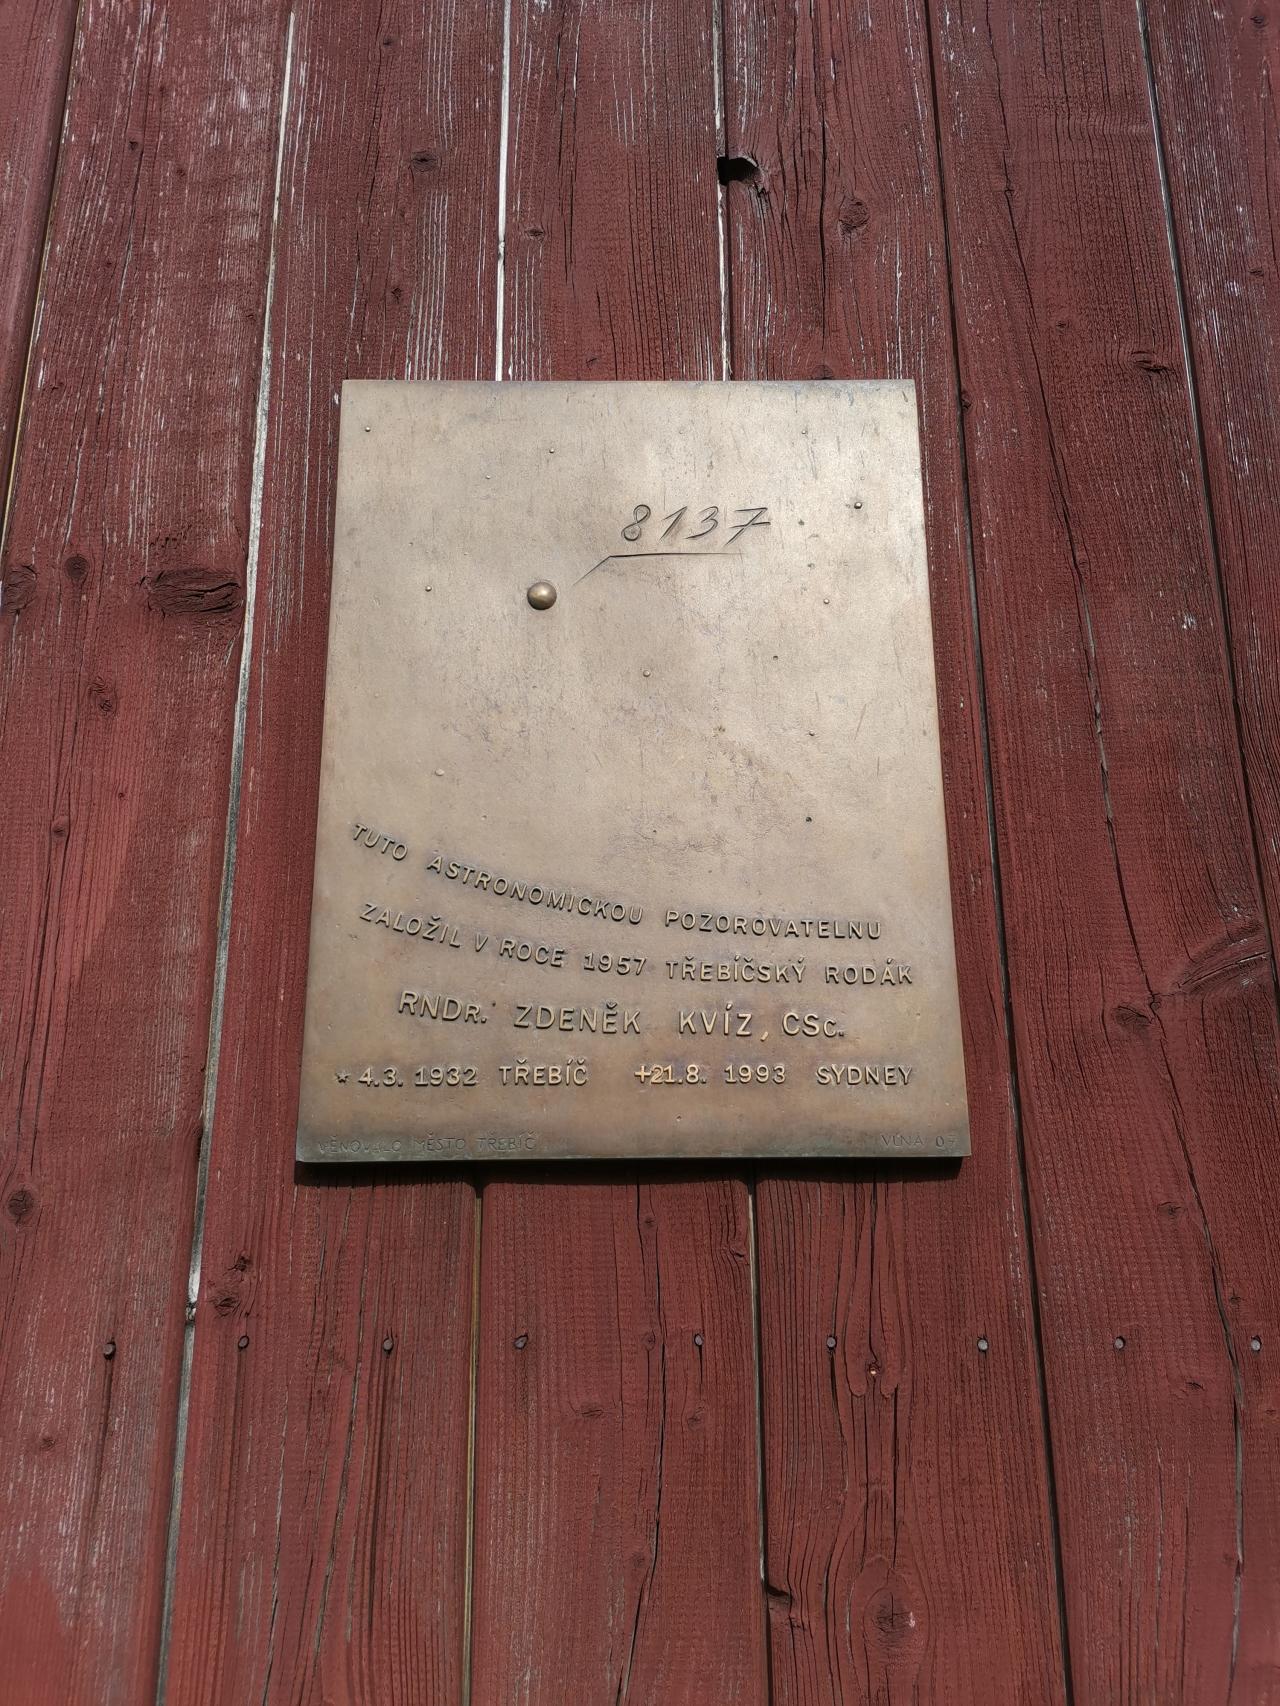 8137
TUTO ASTRONOMICKOU POZOROVATELNU
ZALOŽIL V ROCE 1957 TŘEBÍČSKÝ RODÁK
RNDR. ZDENĚK KVÍZ, CSc.
* 4.3. 1932 TŘEBÍČ +21.8. 1993 SYDNEY
VĚNOVALO MĚSTO TŘEBÍČ
VLNA